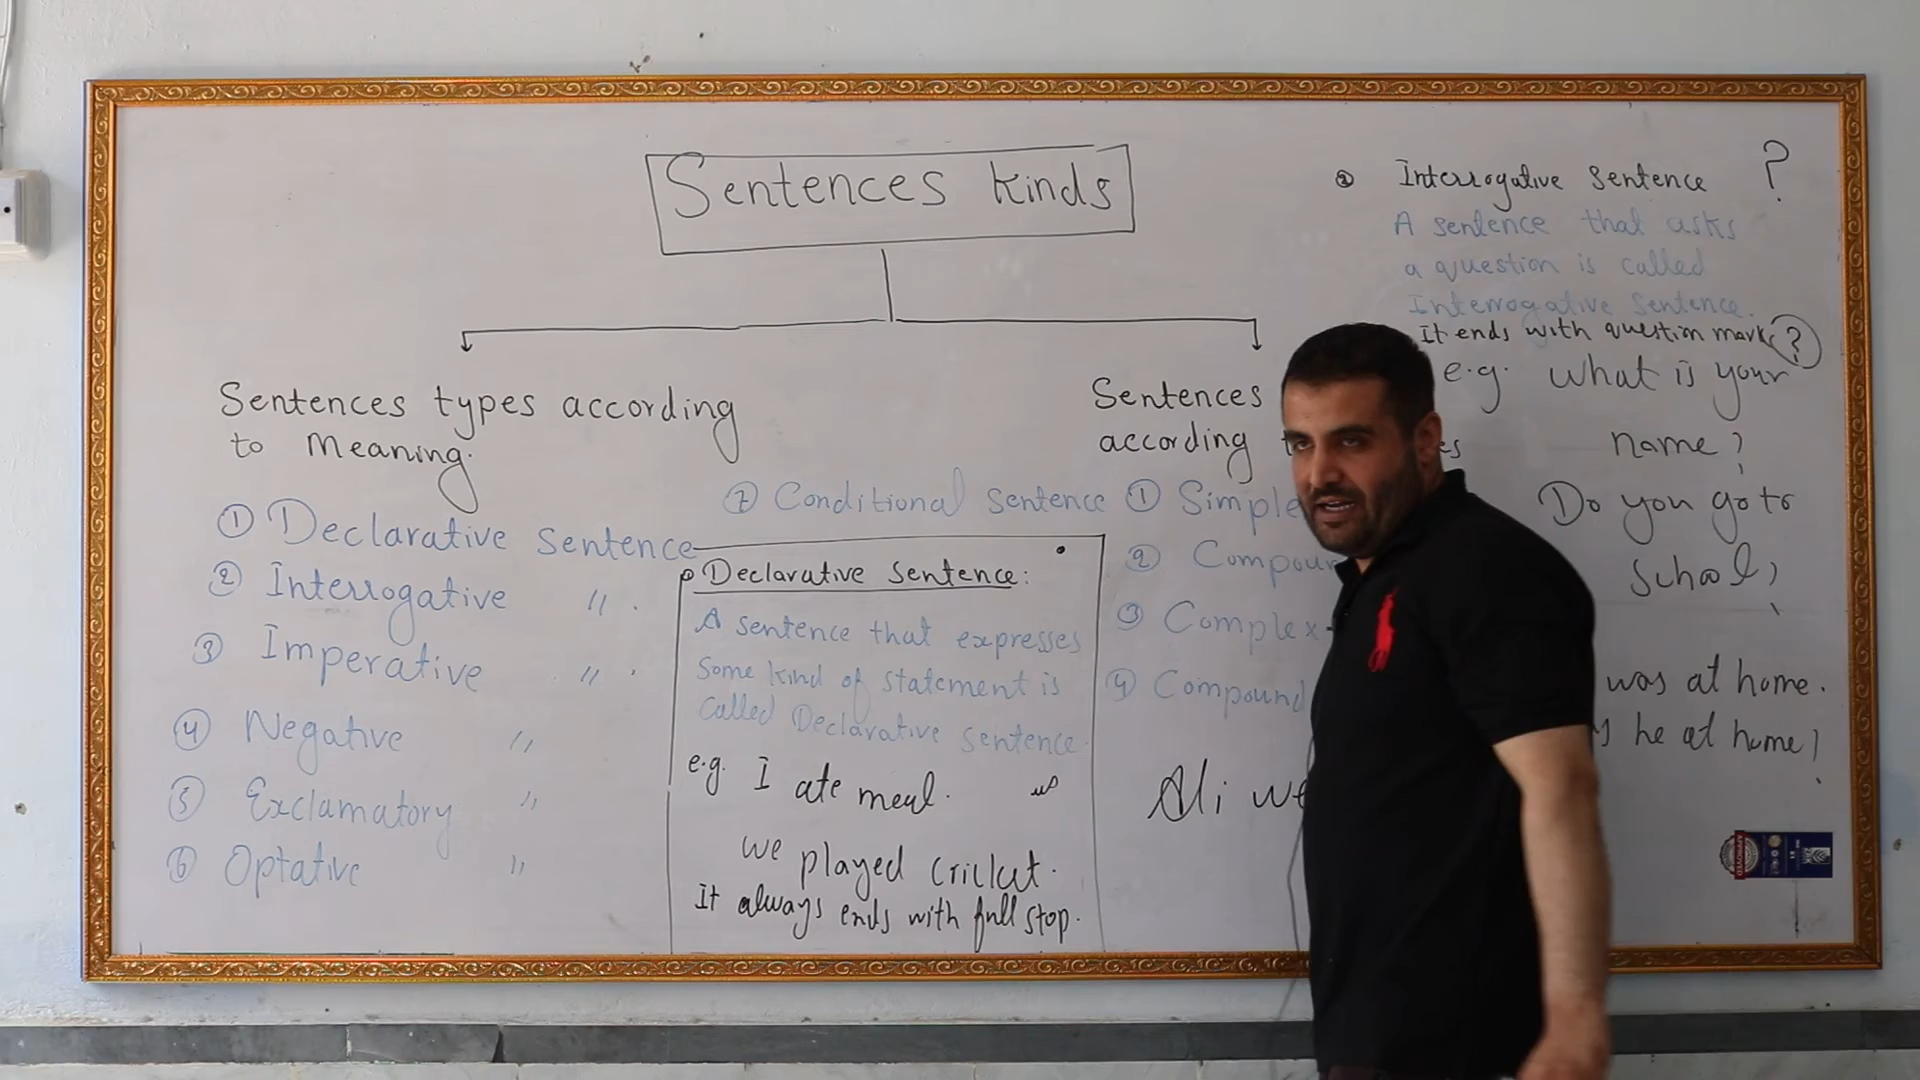 Sentences kinds
Sentences types according
to Meaning.
① Declarative Sentence
② Interrogative " .
③ Imperative " .
④ Negative "
⑤ Exclamatory "
⑥ Optative "
⑦ Conditional Sentence
Declarative Sentence:
A sentence that expresses
Some kind of statement is
Called Declarative Sentence.
e.g. I ate meal.
we played cricket.
It always ends with full stop.
Sentences
according
① Simple
②
③ Complex
④ Compound
Ali
② Interrogative Sentence ?
A sentence that asks
a question is called
Interrogative Sentence.
It ends with question mark ?
e.g. What is your
name?
Do you go to
School?
was at home.
he at home?
APPROVED